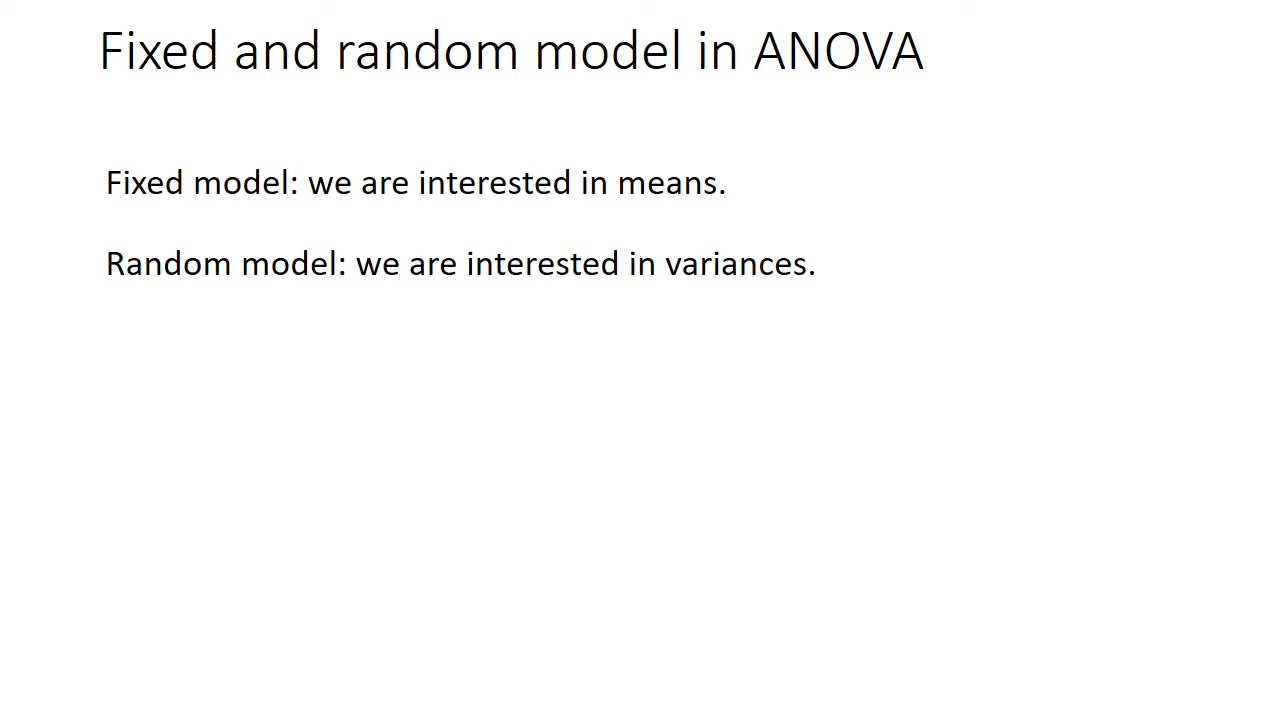 Fixed and random model in ANOVA
Fixed model: we are interested in means.
Random model: we are interested in variances.